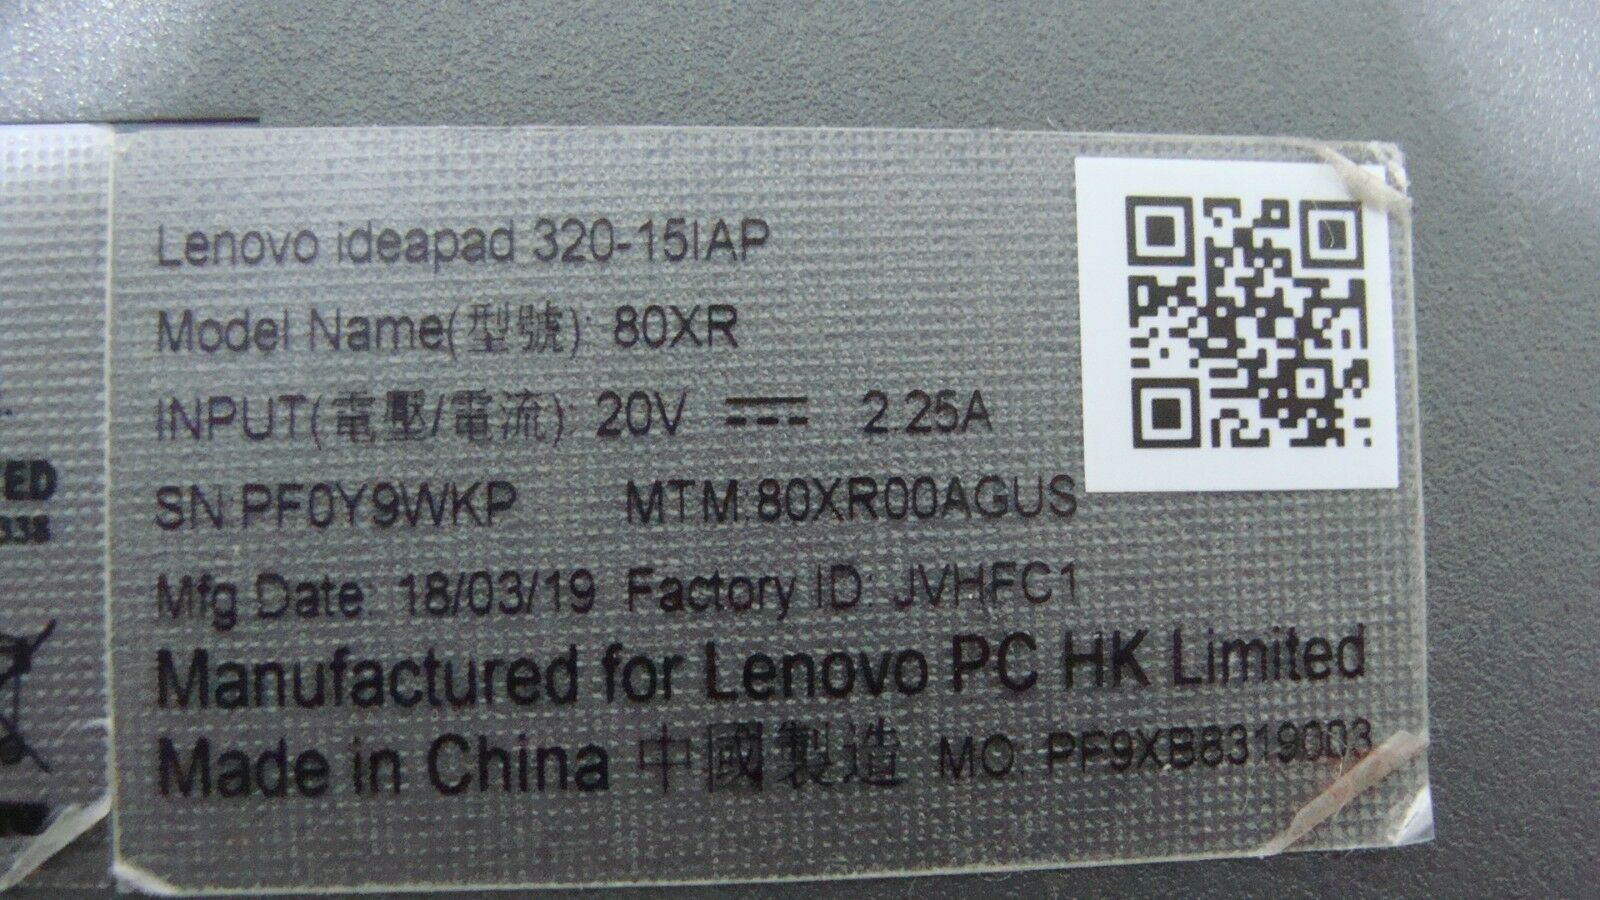 Lenovo ideapad 320-15IAP
Model Name(型號): 80XR
INPUT(電壓/電流): 20V ⎓ 2.25A
SN:PF0Y9WKP MTM:80XR00AGUS
Mfg Date: 18/03/19 Factory ID: JVHFC1
Manufactured for Lenovo PC HK Limited
Made in China 中國製造 MO: PF9XB8319003
ED
338